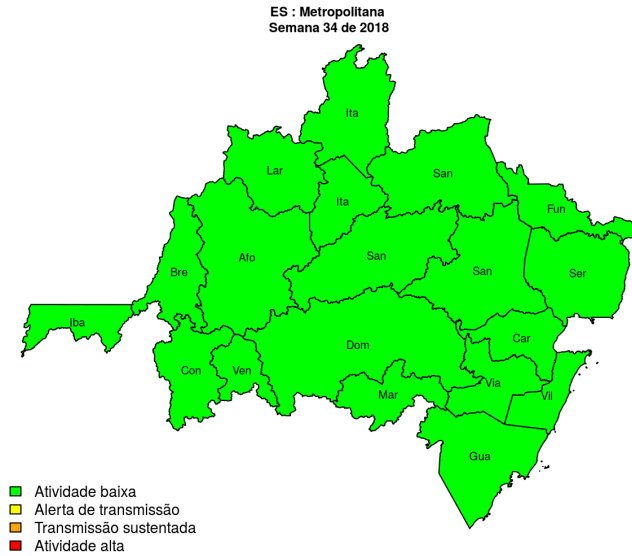 ES : Metropolitana
Semana 34 de 2018
Ita
Lar
San
Ita
Fun
Afo
San
San
Bre
Ser
Iba
Dom
Car
Con
Ven
Via
Mar
Vil
Gua
Atividade baixa
Alerta de transmissão
Transmissão sustentada
Atividade alta